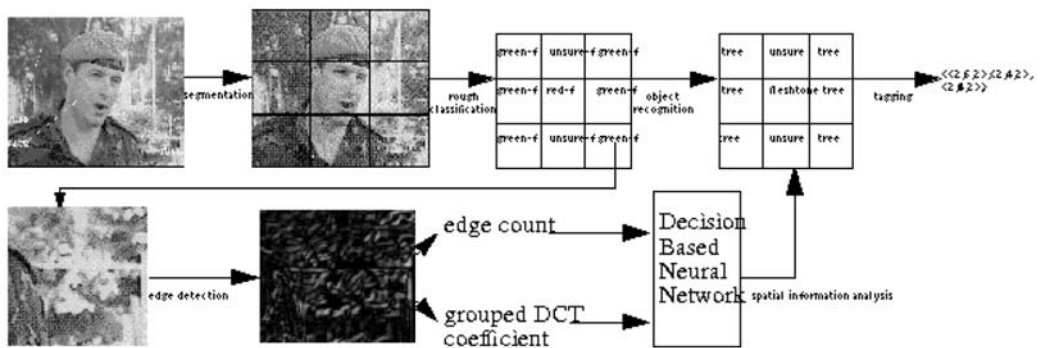 segmentation
rough
classification
green-f unsure-f green-f
green-f red-f green-f
green-f unsure-f green-f
object
recognition
tree unsure tree
tree fleshtone tree
tree unsure tree
tagging
edge detection
edge count
grouped DCT
coefficient
Decision
Based
Neural
Network
spatial information analysis